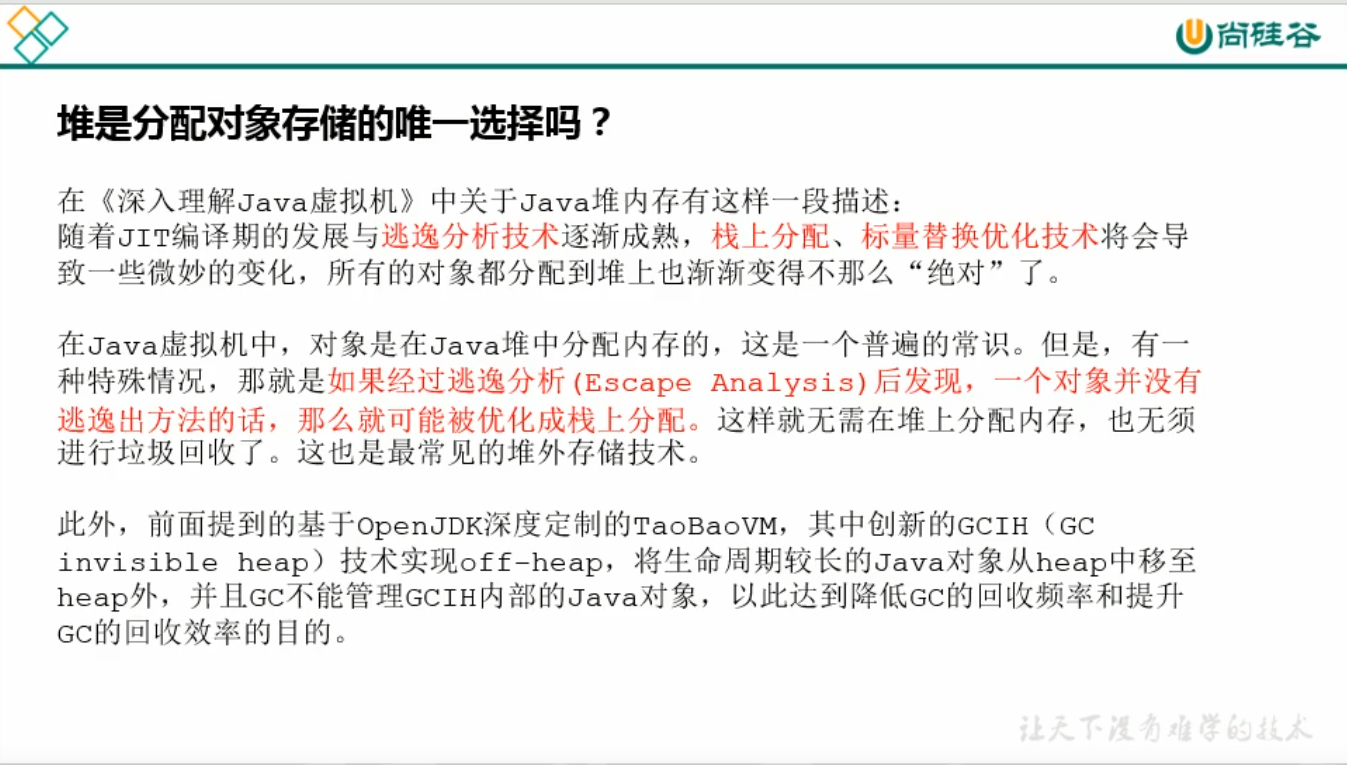 尚硅谷
堆是分配对象存储的唯一选择吗？
在《深入理解Java虚拟机》中关于Java堆内存有这样一段描述：
随着JIT编译期的发展与逃逸分析技术逐渐成熟，栈上分配、标量替换优化技术将会导
致一些微妙的变化，所有的对象都分配到堆上也渐渐变得不那么“绝对”了。
在Java虚拟机中，对象是在Java堆中分配内存的，这是一个普遍的常识。但是，有一
种特殊情况，那就是如果经过逃逸分析(Escape Analysis)后发现，一个对象并没有
逃逸出方法的话，那么就可能被优化成栈上分配。这样就无需在堆上分配内存，也无须
进行垃圾回收了。这也是最常见的堆外存储技术。
此外，前面提到的基于OpenJDK深度定制的TaoBaoVM，其中创新的GCIH（GC
invisible heap）技术实现off-heap，将生命周期较长的Java对象从heap中移至
heap外，并且GC不能管理GCIH内部的Java对象，以此达到降低GC的回收频率和提升
GC的回收效率的目的。
让天下没有难学的技术